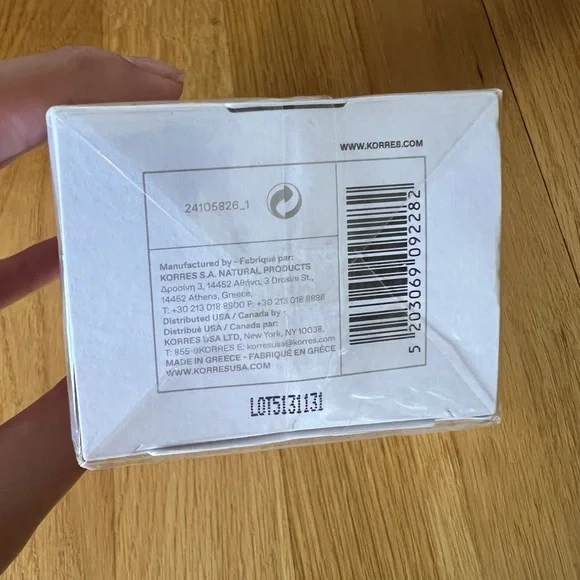 WWW.KORRES.COM
24105826_1
Manufactured by - Fabriqué par:
KORRES S.A. NATURAL PRODUCTS
Δροσίνη 3, 14452 Αθήνα, 3 Drosini St.,
14452 Athens, Greece,
T: +30 213 018 8900 F: +30 213 018 8888
Distributed USA / Canada by -
Distribué USA / Canada par:
KORRES USA LTD, New York, NY 10038,
T: 855-9KORRES E: korresusa@korres.com
MADE IN GREECE - FABRIQUÉ EN GRÈCE
WWW.KORRESUSA.COM
5 203069 092282
LOT5131131